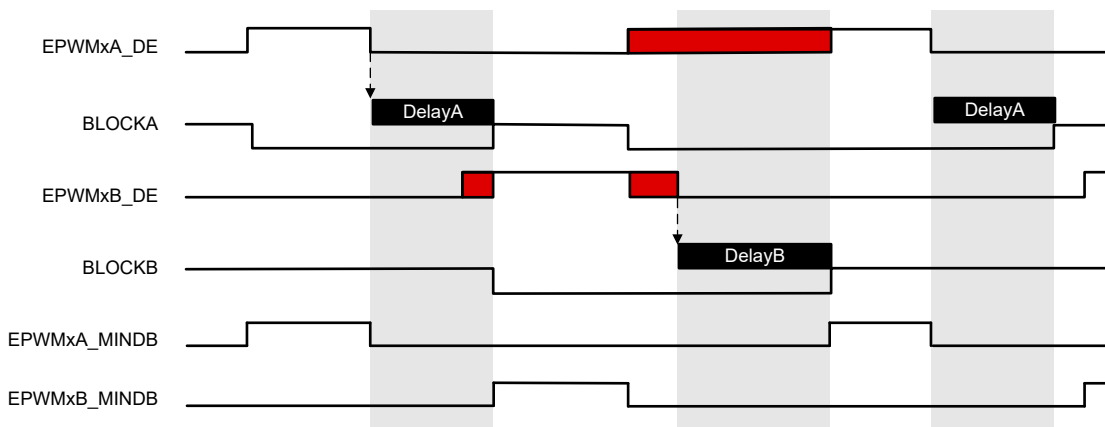 EPWMxA_DE
DelayA
DelayA
BLOCKA
EPWMxB_DE
DelayB
BLOCKB
EPWMxA_MINDB
EPWMxB_MINDB